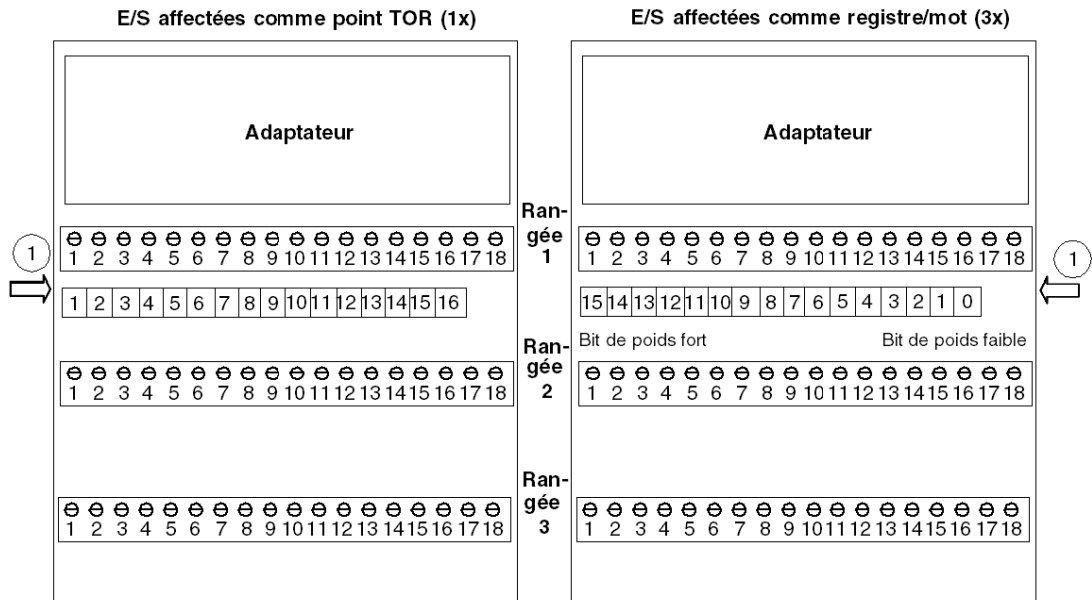 E/S affectées comme point TOR (1x)
E/S affectées comme registre/mot (3x)
Adaptateur
Adaptateur
Ran-
gée
1
1
1 2 3 4 5 6 7 8 9 10 11 12 13 14 15 16 17 18
1 2 3 4 5 6 7 8 9 10 11 12 13 14 15 16 17 18
1
1 2 3 4 5 6 7 8 9 10 11 12 13 14 15 16
15 14 13 12 11 10 9 8 7 6 5 4 3 2 1 0
Bit de poids fort
Bit de poids faible
Ran-
gée
2
1 2 3 4 5 6 7 8 9 10 11 12 13 14 15 16 17 18
1 2 3 4 5 6 7 8 9 10 11 12 13 14 15 16 17 18
Ran-
gée
3
1 2 3 4 5 6 7 8 9 10 11 12 13 14 15 16 17 18
1 2 3 4 5 6 7 8 9 10 11 12 13 14 15 16 17 18